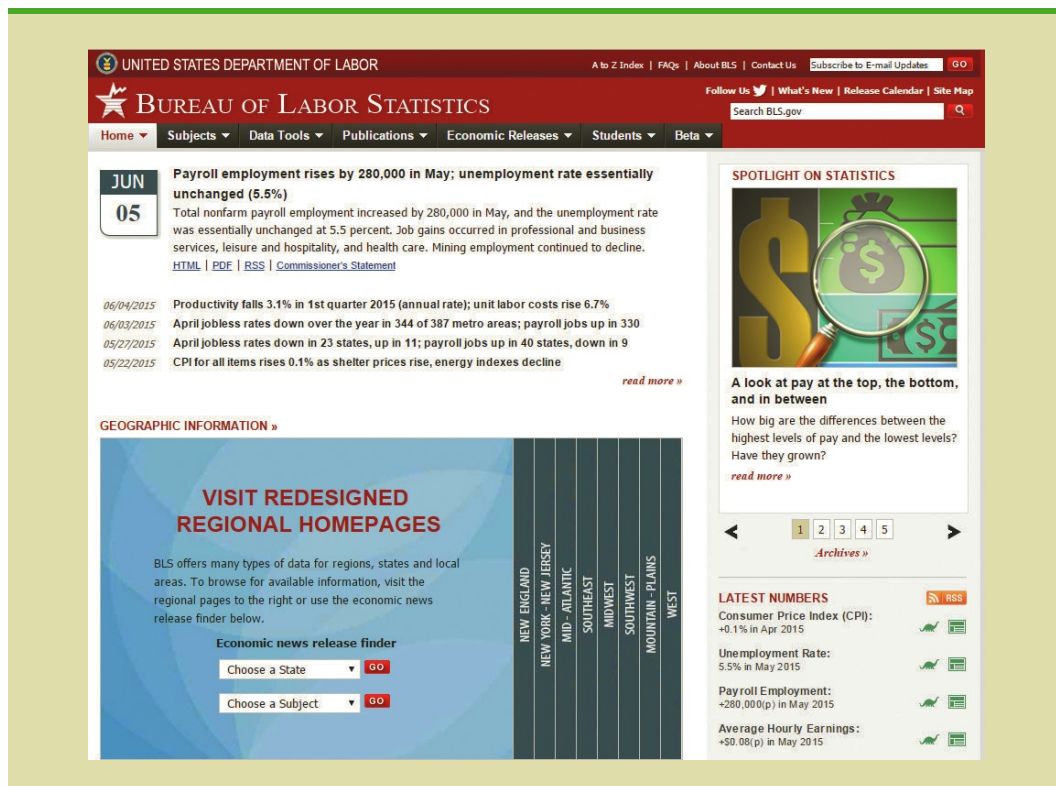 UNITED STATES DEPARTMENT OF LABOR
A to Z Index | FAQs | About BLS | Contact Us Subscribe to E-mail Updates GO
Follow Us | What's New | Release Calendar | Site Map
BUREAU OF LABOR STATISTICS
Search BLS.gov
Home Subjects Data Tools Publications Economic Releases Students Beta
JUN
05
Payroll employment rises by 280,000 in May; unemployment rate essentially
unchanged (5.5%)
Total nonfarm payroll employment increased by 280,000 in May, and the unemployment rate
was essentially unchanged at 5.5 percent. Job gains occurred in professional and business
services, leisure and hospitality, and health care. Mining employment continued to decline.
HTML | PDF | RSS | Commissioner's Statement
06/04/2015 Productivity falls 3.1% in 1st quarter 2015 (annual rate); unit labor costs rise 6.7%
06/03/2015 April jobless rates down over the year in 344 of 387 metro areas; payroll jobs up in 330
05/27/2015 April jobless rates down in 23 states, up in 11; payroll jobs up in 40 states, down in 9
05/22/2015 CPI for all items rises 0.1% as shelter prices rise, energy indexes decline
read more »
GEOGRAPHIC INFORMATION »
VISIT REDESIGNED
REGIONAL HOMEPAGES
BLS offers many types of data for regions, states and local
areas. To browse for available information, visit the
regional pages to the right or use the economic news
release finder below.
Economic news release finder
Choose a State GO
Choose a Subject GO
NEW ENGLAND
NEW YORK - NEW JERSEY
MID - ATLANTIC
SOUTHEAST
MIDWEST
SOUTHWEST
MOUNTAIN - PLAINS
WEST
SPOTLIGHT ON STATISTICS
$
$
$
A look at pay at the top, the bottom,
and in between
How big are the differences between the
highest levels of pay and the lowest levels?
Have they grown?
read more »
< 1 2 3 4 5 >
Archives »
LATEST NUMBERS RSS
Consumer Price Index (CPI):
+0.1% in Apr 2015
Unemployment Rate:
5.5% in May 2015
Payroll Employment:
+280,000(p) in May 2015
Average Hourly Earnings:
+$0.08(p) in May 2015